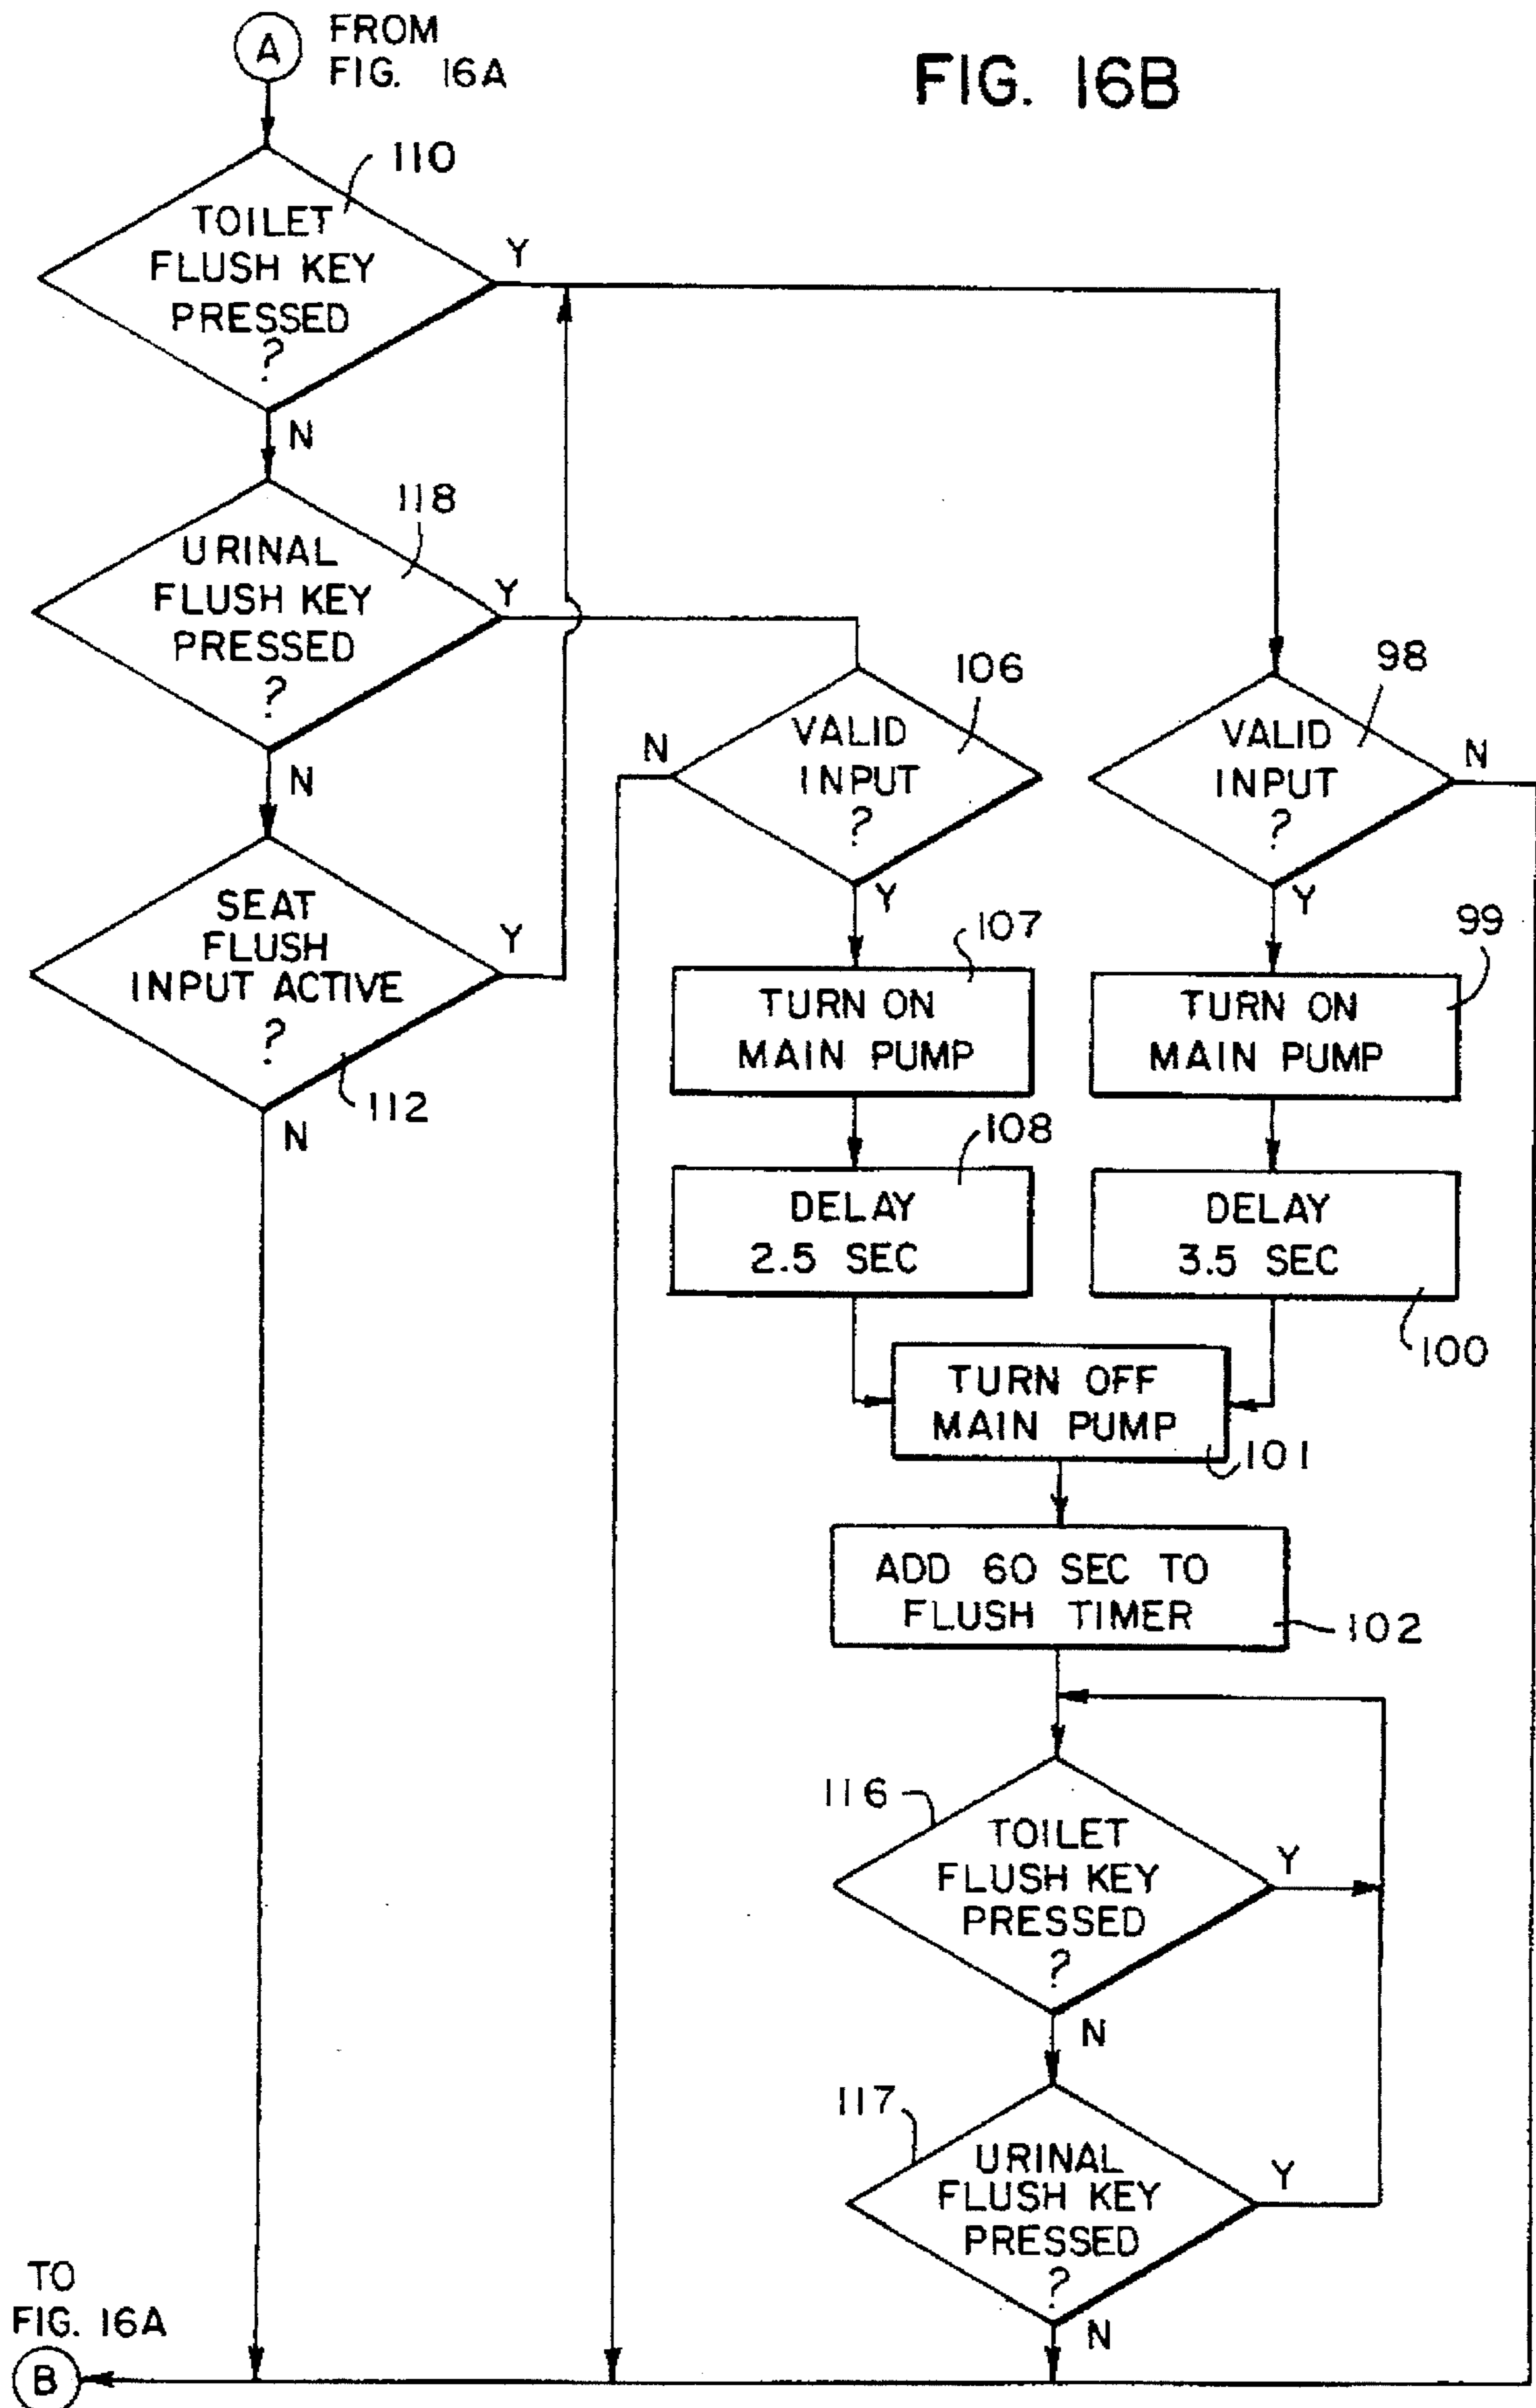 A
FROM
FIG. 16A
FIG. 16B
110
TOILET
FLUSH KEY
PRESSED
?
Y
N
118
URINAL
FLUSH KEY
PRESSED
?
Y
N
SEAT
FLUSH
INPUT ACTIVE
?
Y
112
N
106
VALID
INPUT
?
N
Y
98
VALID
INPUT
?
N
Y
107
TURN ON
MAIN PUMP
99
TURN ON
MAIN PUMP
108
DELAY
2.5 SEC
DELAY
3.5 SEC
100
TURN OFF
MAIN PUMP
101
ADD 60 SEC TO
FLUSH TIMER
102
116
TOILET
FLUSH KEY
PRESSED
?
Y
N
117
URINAL
FLUSH KEY
PRESSED
?
Y
N
TO
FIG. 16A
B